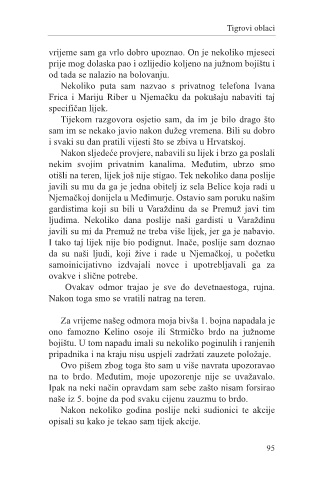 Tigrovi oblaci
vrijeme sam ga vrlo dobro upoznao. On je nekoliko mjeseci
prije mog dolaska pao i ozlijedio koljeno na južnom bojištu i
od tada se nalazio na bolovanju.
Nekoliko puta sam nazvao s privatnog telefona Ivana
Frica i Mariju Riber u Njemačku da pokušaju nabaviti taj
specifičan lijek.
Tijekom razgovora osjetio sam, da im je bilo drago što
sam im se nekako javio nakon dužeg vremena. Bili su dobro
i svaki su dan pratili vijesti što se zbiva u Hrvatskoj.
Nakon sljedeće provjere, nabavili su lijek i brzo ga poslali
nekim svojim privatnim kanalima. Međutim, ubrzo smo
otišli na teren, lijek još nije stigao. Tek nekoliko dana poslije
javili su mu da ga je jedna obitelj iz sela Belice koja radi u
Njemačkoj donijela u Međimurje. Ostavio sam poruku našim
gardistima koji su bili u Varaždinu da se Premuž javi tim
ljudima. Nekoliko dana poslije naši gardisti u Varaždinu
javili su mi da Premuž ne treba više lijek, jer ga je nabavio.
I tako taj lijek nije bio podignut. Inače, poslije sam doznao
da su naši ljudi, koji žive i rade u Njemačkoj, u početku
samoinicijativno izdvajali novce i upotrebljavali ga za
ovakve i slične potrebe.
Ovakav odmor trajao je sve do devetnaestoga, rujna.
Nakon toga smo se vratili natrag na teren.
Za vrijeme našeg odmora moja bivša 1. bojna napadala je
ono famozno Kelino osoje ili Strmičko brdo na južnome
bojištu. U tom napadu imali su nekoliko poginulih i ranjenih
pripadnika i na kraju nisu uspjeli zadržati zauzete položaje.
Ovo pišem zbog toga što sam u više navrata upozoravao
na to brdo. Međutim, moje upozorenje nije se uvažavalo.
Ipak na neki način opravdam sam sebe zašto nisam forsirao
naše iz 5. bojne da pod svaku cijenu zauzmu to brdo.
Nakon nekoliko godina poslije neki sudionici te akcije
opisali su kako je tekao sam tijek akcije.
95